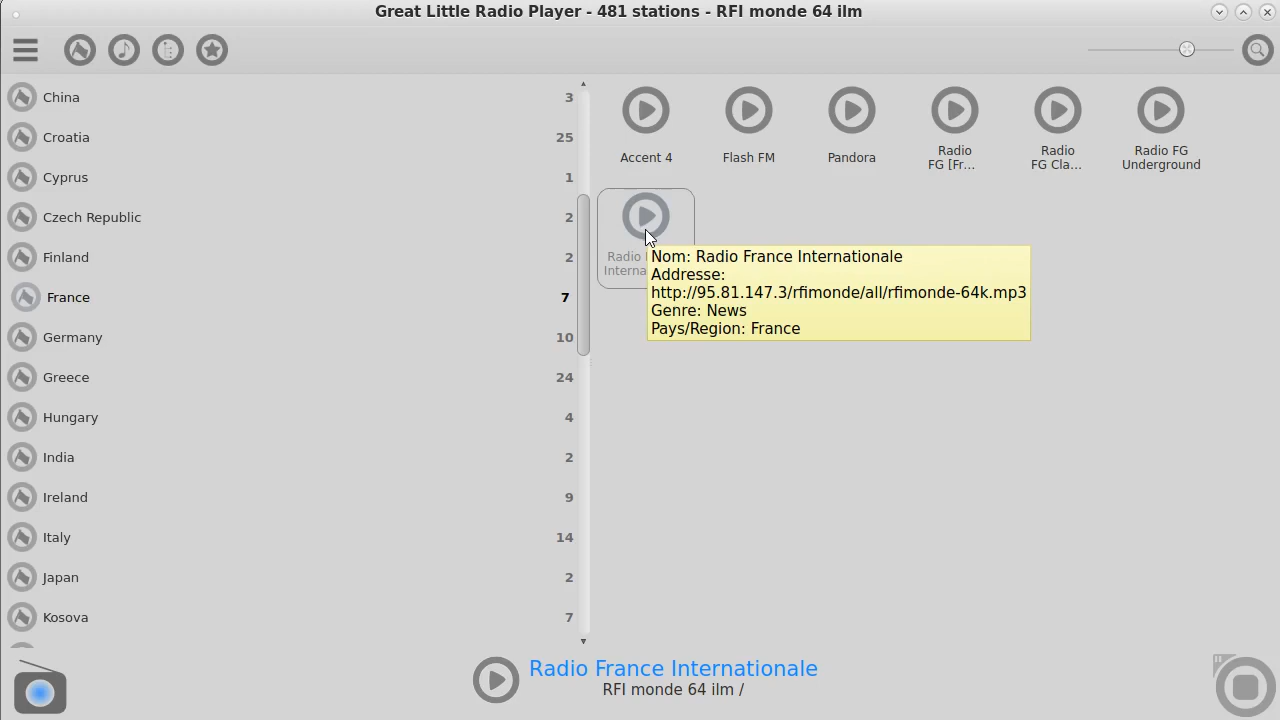 Great Little Radio Player - 481 stations - RFI monde 64 ilm
China 3
Croatia 25
Cyprus 1
Czech Republic 2
Finland 2
France 7
Germany 10
Greece 24
Hungary 4
India 2
Ireland 9
Italy 14
Japan 2
Kosova 7
Accent 4
Flash FM
Pandora
Radio
FG [Fr...
Radio
FG Cla...
Radio FG
Underground
Radio
Nom: Radio France Internationale
Addresse:
http://95.81.147.3/rfimonde/all/rfimonde-64k.mp3
Genre: News
Pays/Region: France
Radio France Internationale
RFI monde 64 ilm /